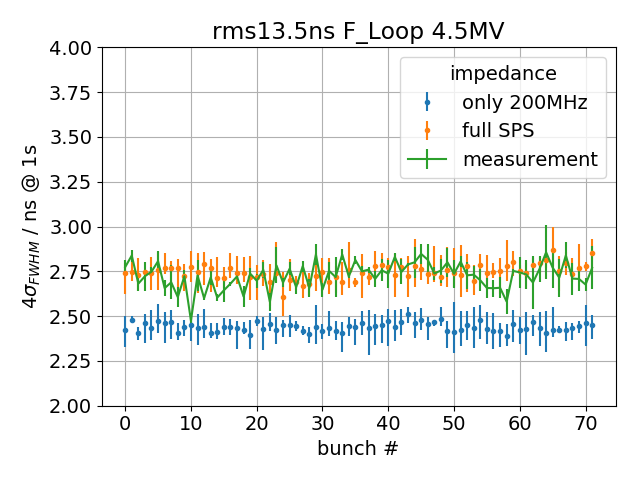 rms13.5ns F_Loop 4.5MV
4.00
3.75
3.50
3.25
3.00
2.75
2.50
2.25
2.00
4σFWHM / ns @ 1s
impedance
only 200MHz
full SPS
measurement
0 10 20 30 40 50 60 70
bunch #